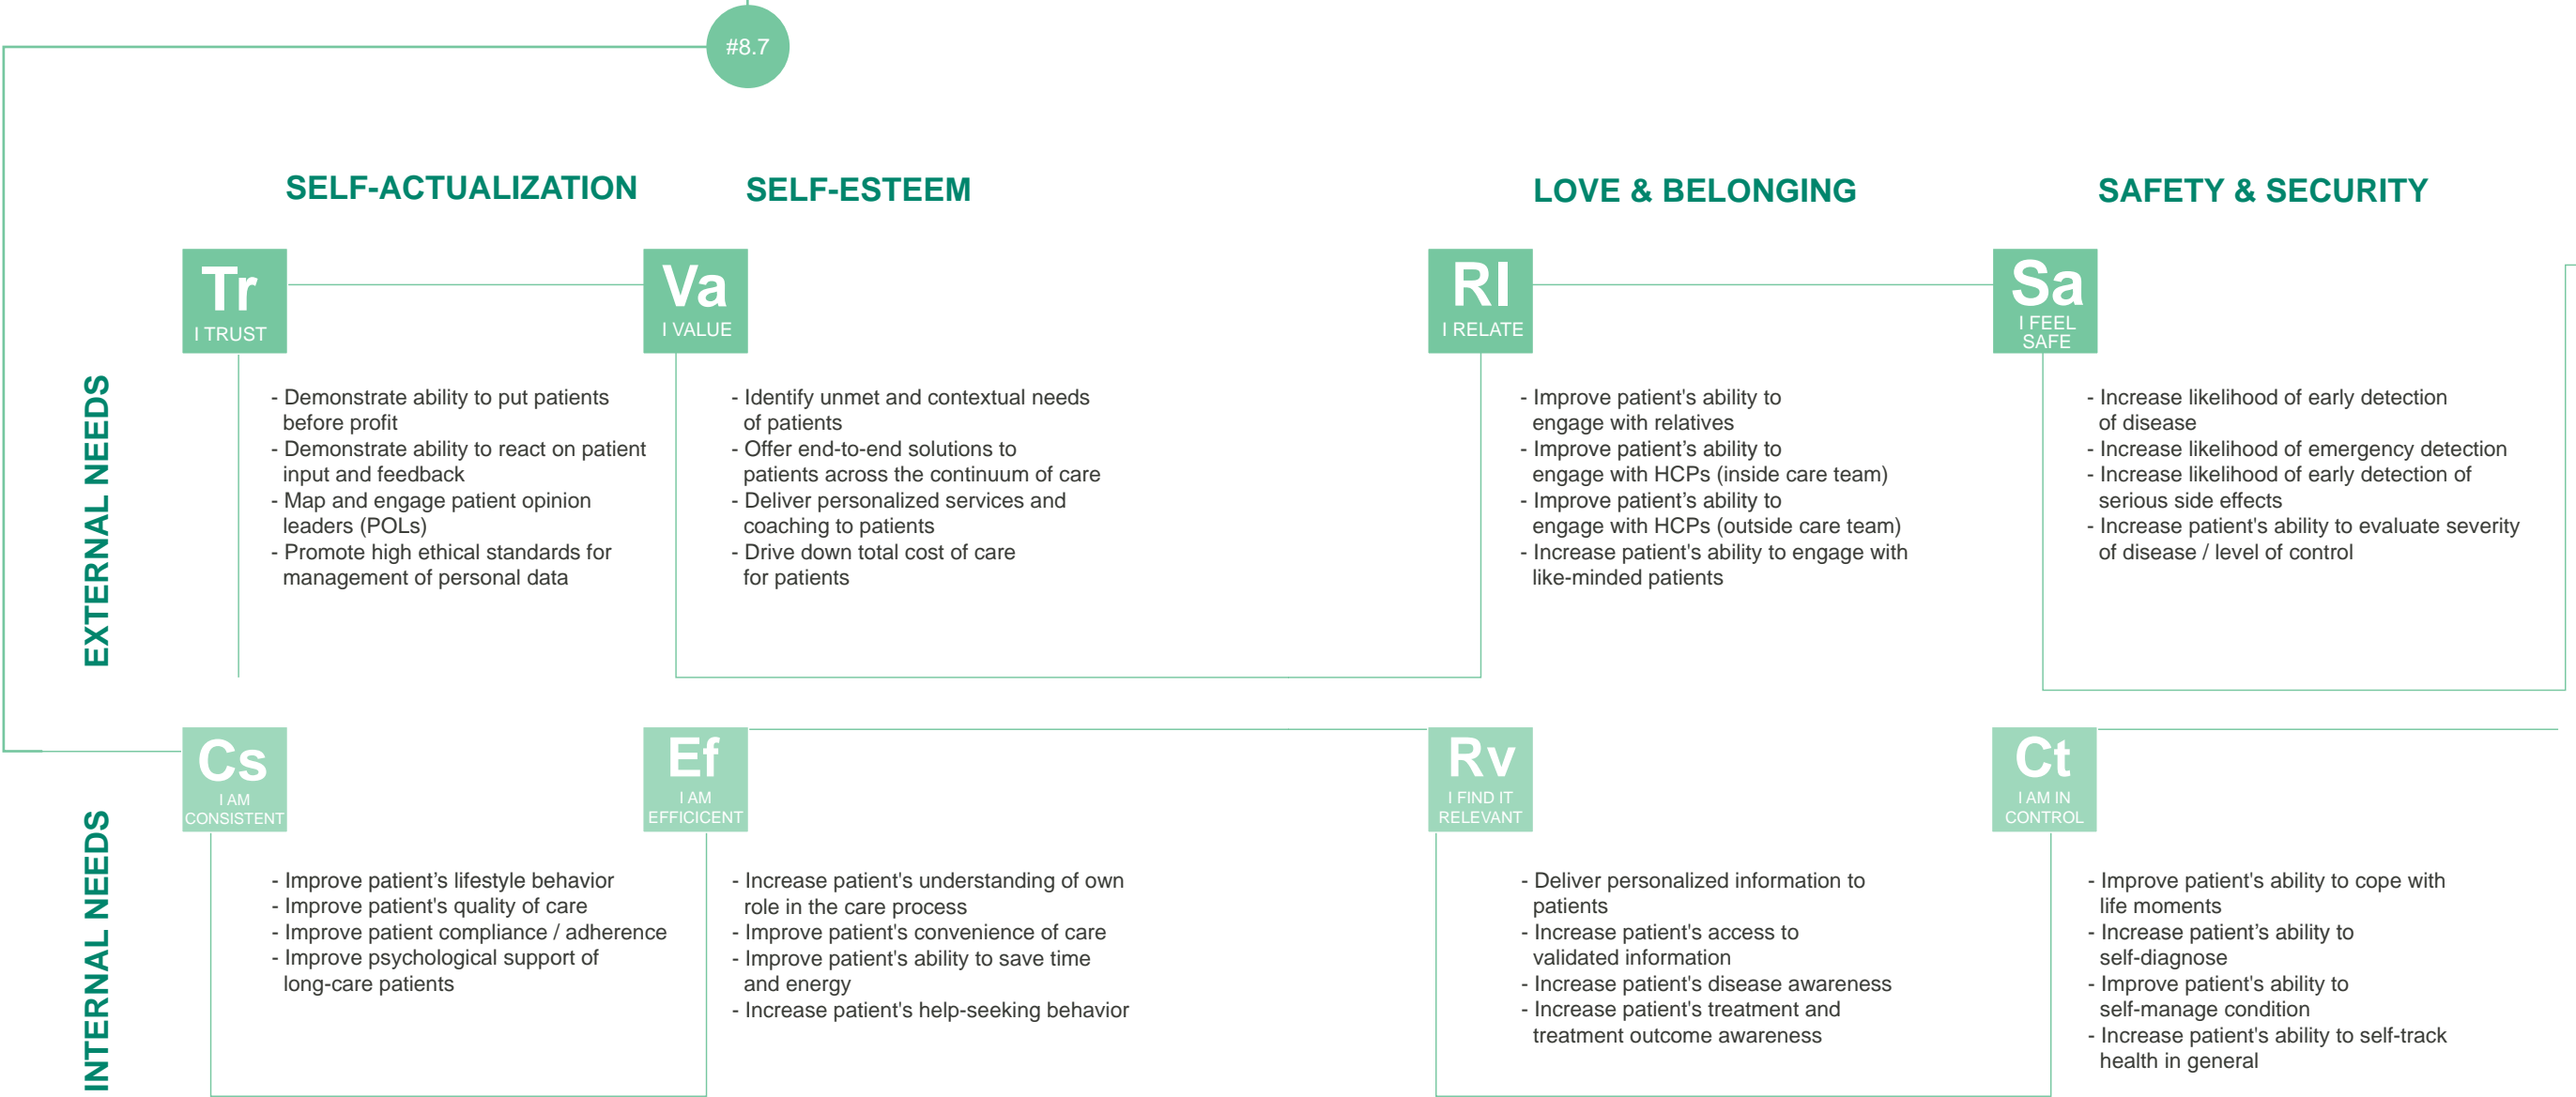 #8.7
SELF-ACTUALIZATION
SELF-ESTEEM
LOVE & BELONGING
SAFETY & SECURITY
EXTERNAL NEEDS
Tr
I TRUST
- Demonstrate ability to put patients
before profit
- Demonstrate ability to react on patient
input and feedback
- Map and engage patient opinion
leaders (POLs)
- Promote high ethical standards for
management of personal data
Va
I VALUE
- Identify unmet and contextual needs
of patients
- Offer end-to-end solutions to
patients across the continuum of care
- Deliver personalized services and
coaching to patients
- Drive down total cost of care
for patients
Rl
I RELATE
- Improve patient's ability to
engage with relatives
- Improve patient’s ability to
engage with HCPs (inside care team)
- Improve patient’s ability to
engage with HCPs (outside care team)
- Increase patient's ability to engage with
like-minded patients
Sa
I FEEL
SAFE
- Increase likelihood of early detection
of disease
- Increase likelihood of emergency detection
- Increase likelihood of early detection of
serious side effects
- Increase patient's ability to evaluate severity
of disease / level of control
INTERNAL NEEDS
Cs
I AM
CONSISTENT
- Improve patient’s lifestyle behavior
- Improve patient's quality of care
- Improve patient compliance / adherence
- Improve psychological support of
long-care patients
Ef
I AM
EFFICICENT
- Increase patient's understanding of own
role in the care process
- Improve patient's convenience of care
- Improve patient's ability to save time
and energy
- Increase patient's help-seeking behavior
Rv
I FIND IT
RELEVANT
- Deliver personalized information to
patients
- Increase patient's access to
validated information
- Increase patient's disease awareness
- Increase patient's treatment and
treatment outcome awareness
Ct
I AM IN
CONTROL
- Improve patient's ability to cope with
life moments
- Increase patient’s ability to
self-diagnose
- Improve patient's ability to
self-manage condition
- Increase patient's ability to self-track
health in general